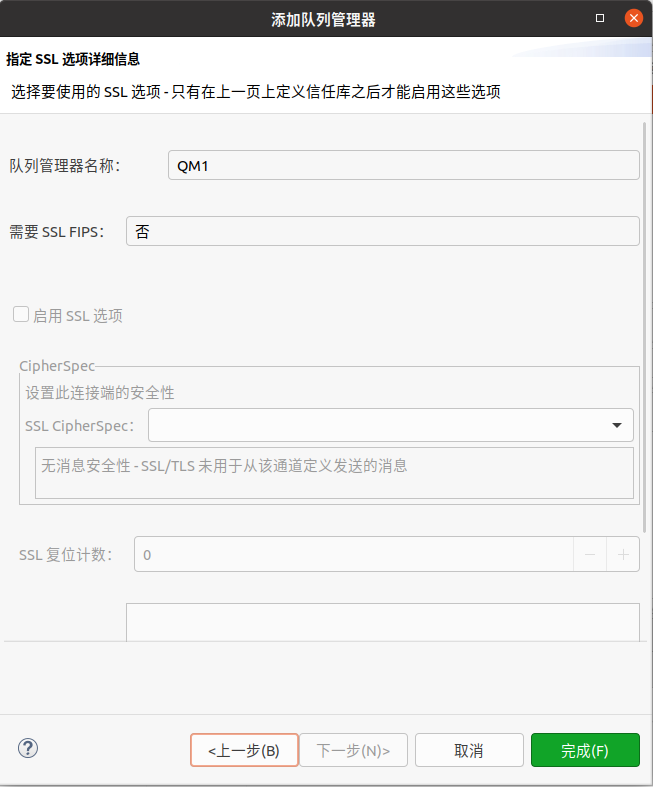 添加队列管理器
指定 SSL 选项详细信息
选择要使用的 SSL 选项 - 只有在上一页上定义信任库之后才能启用这些选项
队列管理器名称： QM1
需要 SSL FIPS： 否
启用 SSL 选项
CipherSpec
设置此连接端的安全性
SSL CipherSpec：
无消息安全性 - SSL/TLS 未用于从该通道定义发送的消息
SSL 复位计数： 0
<上一步(B) 下一步(N)> 取消 完成(F)